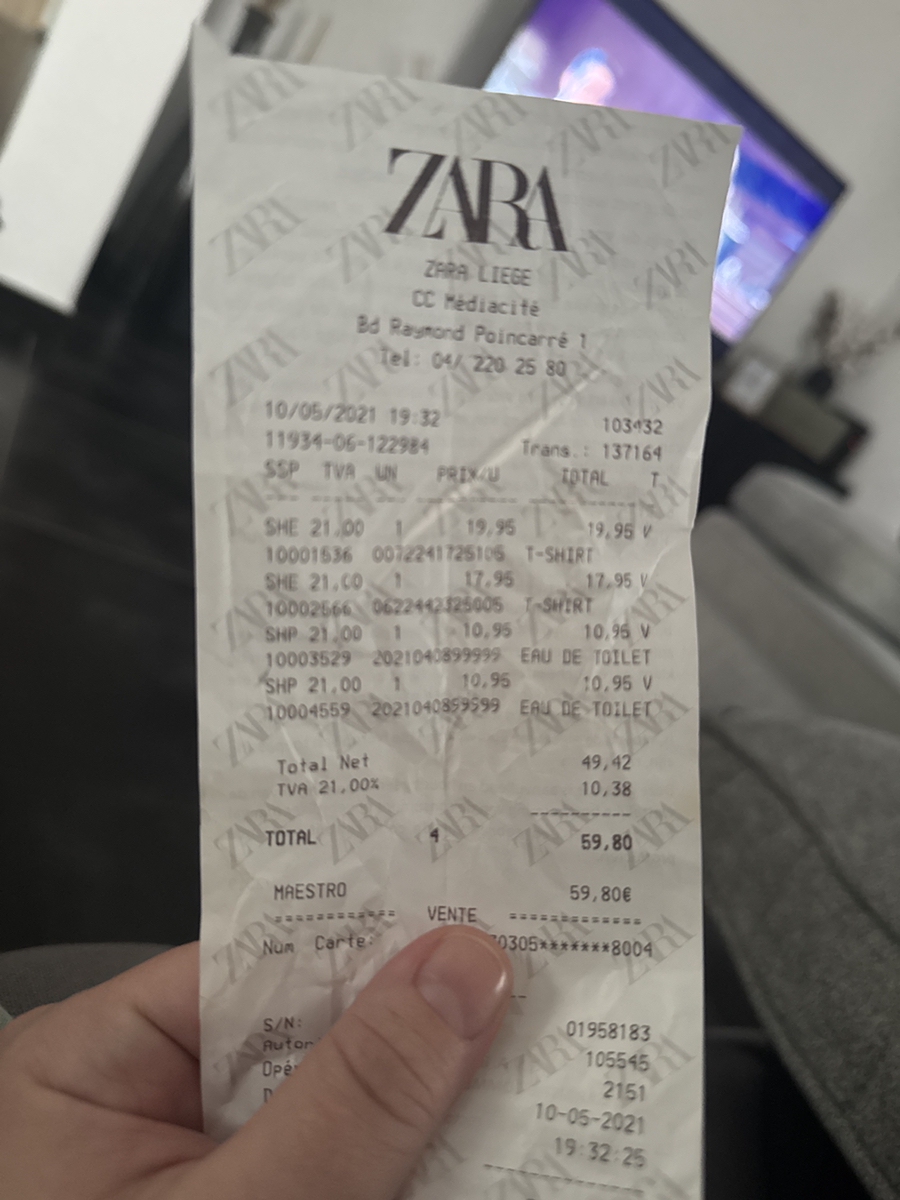 ZARA
ZARA LIEGE
CC Médiacité
Bd Raymond Poincarré 1
Tel: 04/ 220 25 80
10/05/2021 19:32 103432
11934-06-122984 Trans.: 137164
SSP TVA UN PRIX/U TOTAL T
SHE 21.00 1 19,95 19,95 V
10001536 0072241725105 T-SHIRT
SHE 21.00 1 17,95 17,95 V
10002566 0622442325005 T-SHIRT
SHP 21.00 1 10,95 10,95 V
10003529 2021040899999 EAU DE TOILET
SHP 21.00 1 10,95 10,95 V
10004559 2021040899999 EAU DE TOILET
Total Net 49,42
TVA 21,00% 10,38
TOTAL 4 59,80
MAESTRO 59,80€
=========== VENTE ============
Num Carte: 0305*******8004
S/N: 01958183
105545
2151
10-05-2021
19:32:25